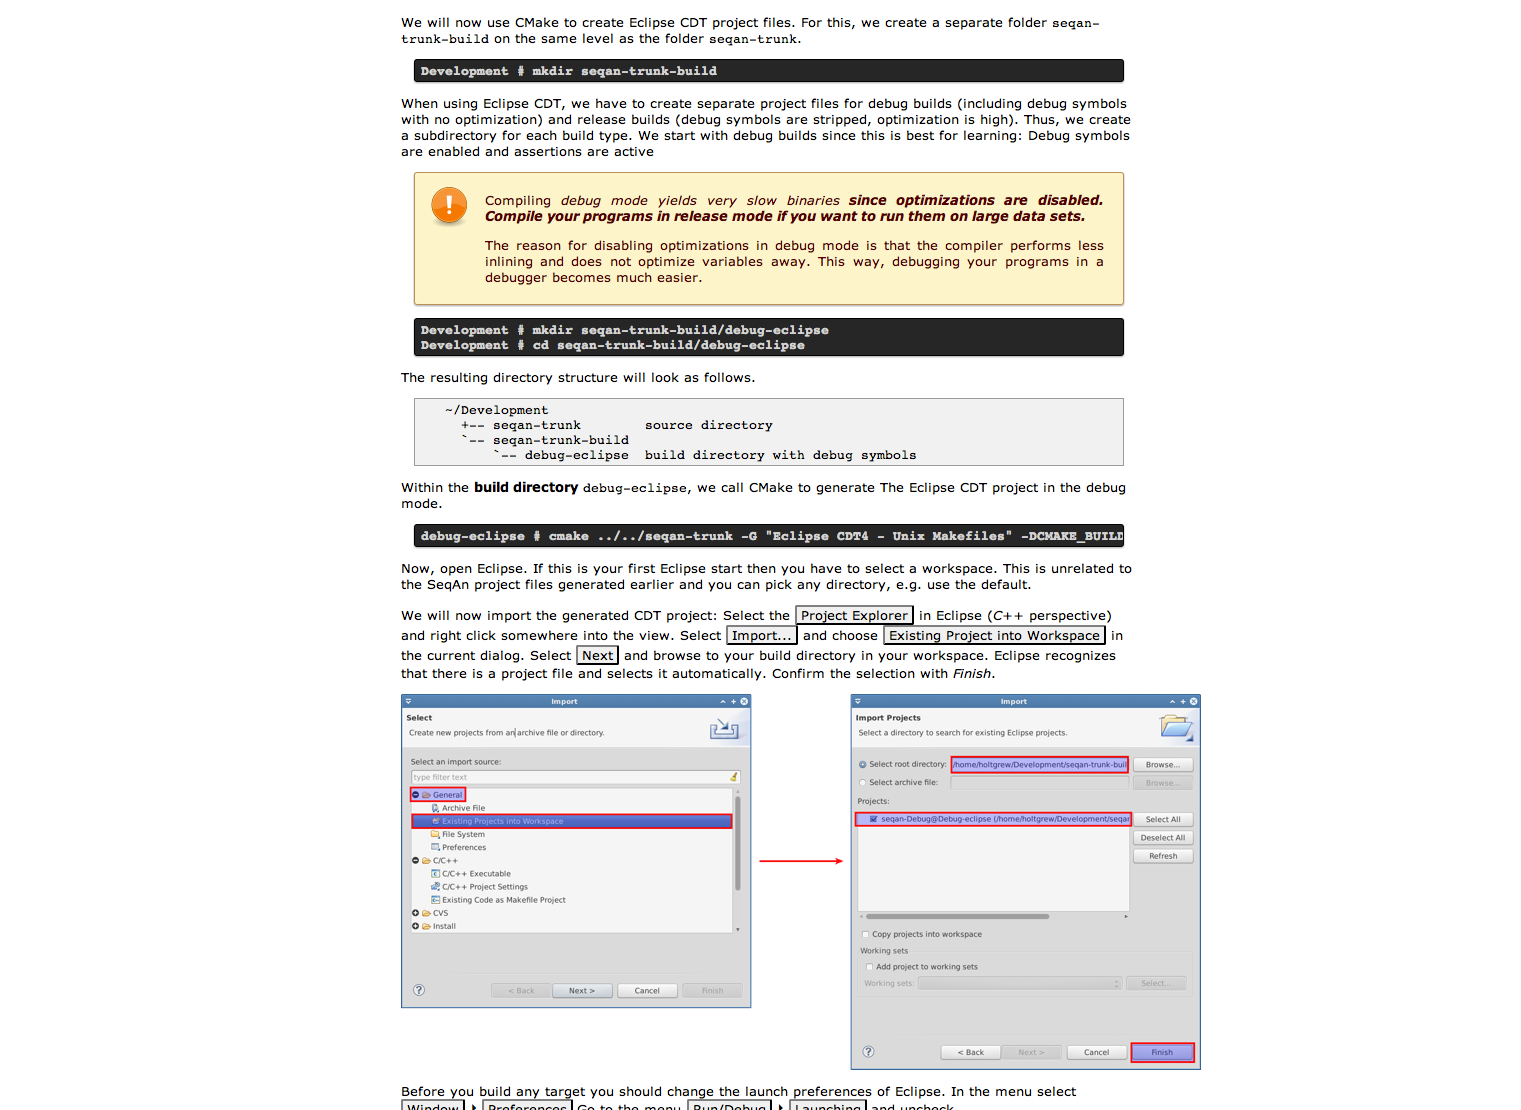 We will now use CMake to create Eclipse CDT project files. For this, we create a separate folder seqan-
trunk-build on the same level as the folder seqan-trunk.
Development # mkdir seqan-trunk-build
When using Eclipse CDT, we have to create separate project files for debug builds (including debug symbols
with no optimization) and release builds (debug symbols are stripped, optimization is high). Thus, we create
a subdirectory for each build type. We start with debug builds since this is best for learning: Debug symbols
are enabled and assertions are active
Compiling debug mode yields very slow binaries since optimizations are disabled.
Compile your programs in release mode if you want to run them on large data sets.
The reason for disabling optimizations in debug mode is that the compiler performs less
inlining and does not optimize variables away. This way, debugging your programs in a
debugger becomes much easier.
Development # mkdir seqan-trunk-build/debug-eclipse
Development # cd seqan-trunk-build/debug-eclipse
The resulting directory structure will look as follows.
~/Development
+-- seqan-trunk source directory
`-- seqan-trunk-build
`-- debug-eclipse build directory with debug symbols
Within the build directory debug-eclipse, we call CMake to generate The Eclipse CDT project in the debug
mode.
debug-eclipse # cmake ../../seqan-trunk -G "Eclipse CDT4 - Unix Makefiles" -DCMAKE_BUILD
Now, open Eclipse. If this is your first Eclipse start then you have to select a workspace. This is unrelated to
the SeqAn project files generated earlier and you can pick any directory, e.g. use the default.
We will now import the generated CDT project: Select the Project Explorer in Eclipse (C++ perspective)
and right click somewhere into the view. Select Import... and choose Existing Project into Workspace in
the current dialog. Select Next and browse to your build directory in your workspace. Eclipse recognizes
that there is a project file and selects it automatically. Confirm the selection with Finish.
Import
Select
Create new projects from an archive file or directory.
Select an import source:
type filter text
General
Archive File
Existing Projects into Workspace
File System
Preferences
C/C++
C/C++ Executable
C/C++ Project Settings
Existing Code as Makefile Project
CVS
Install
< Back Next > Cancel Finish
Import
Import Projects
Select a directory to search for existing Eclipse projects.
Select root directory: /home/holtgrew/Development/seqan-trunk-buil Browse...
Select archive file: Browse...
Projects:
seqan-Debug@Debug-eclipse (/home/holtgrew/Development/seqan Select All
Deselect All
Refresh
Copy projects into workspace
Working sets
Add project to working sets
Working sets: Select...
< Back Next > Cancel Finish
Before you build any target you should change the launch preferences of Eclipse. In the menu select
Window Preferences Go to the menu Run/Debug Launching and uncheck